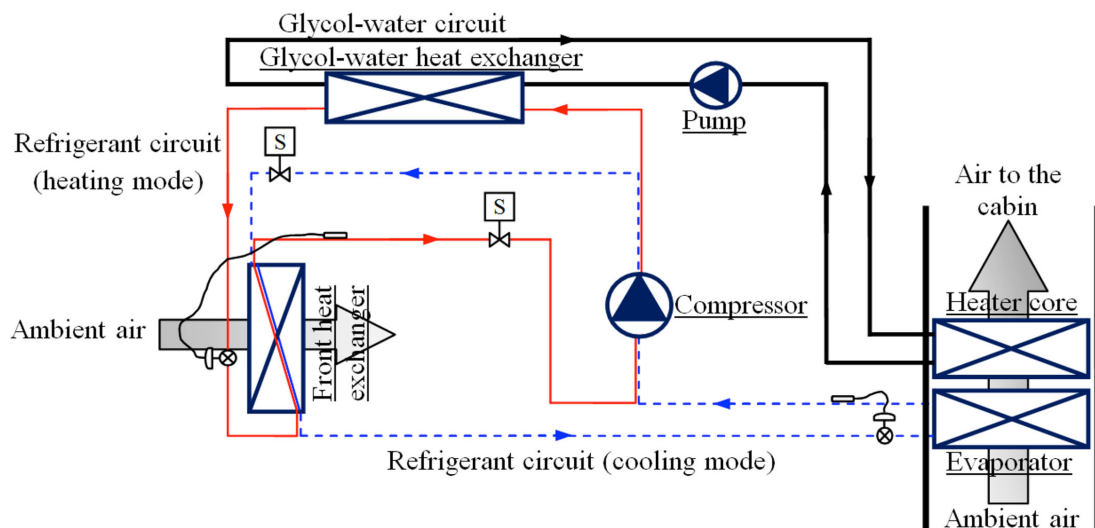 Glycol-water circuit
Glycol-water heat exchanger
Pump
Refrigerant circuit
(heating mode)
S
S
Air to the
cabin
Compressor
Heater core
Ambient air
Front heat
exchanger
Refrigerant circuit (cooling mode)
Evaporator
Ambient air